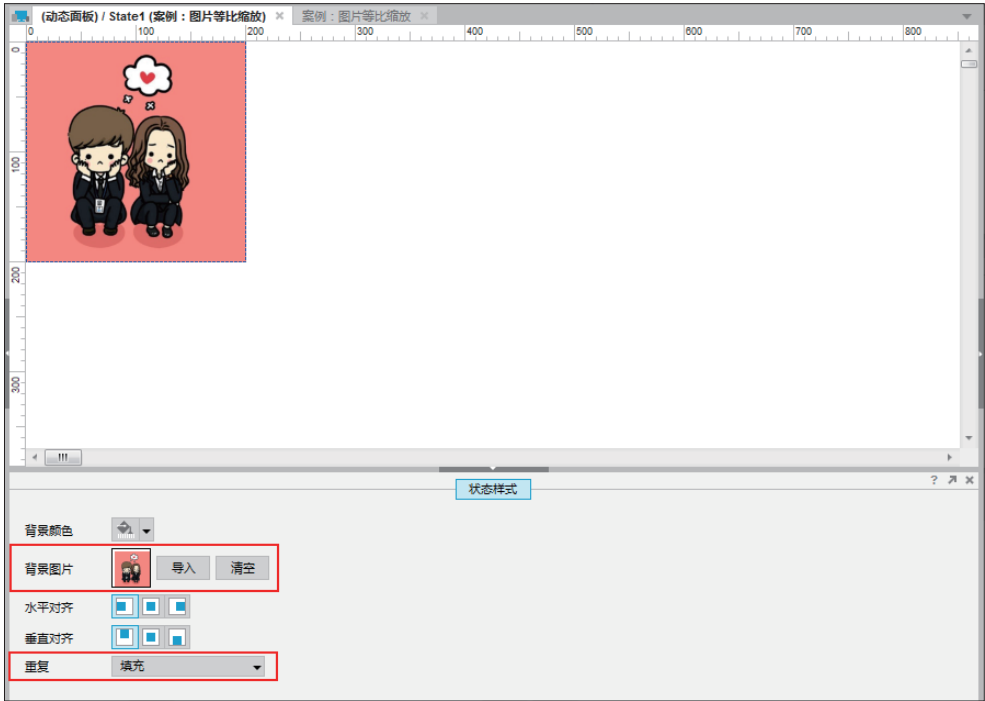 (动态面板) / State1 (案例：图片等比缩放) × 案例：图片等比缩放 ×
0 100 200 300 400 500 600 700 800
0
100
200
300
状态样式
?
背景颜色
背景图片 导入 清空
水平对齐
垂直对齐
重复 填充